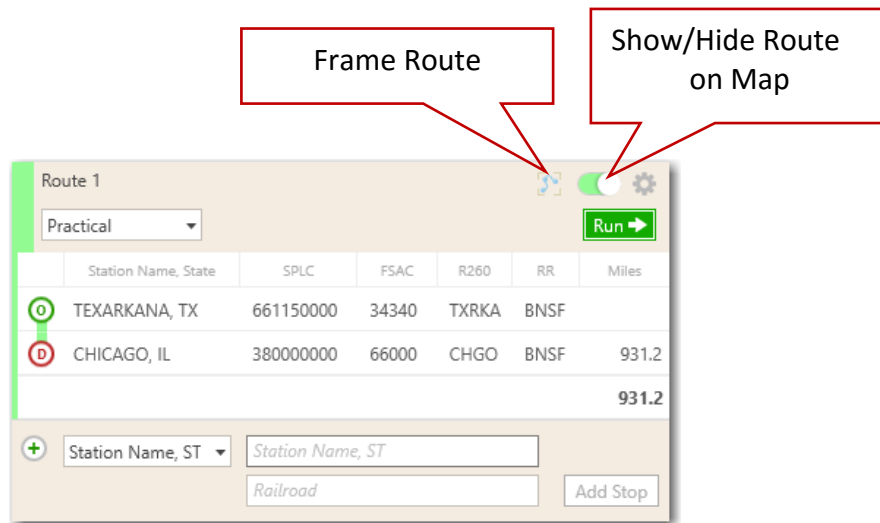 Frame Route
Show/Hide Route
on Map
Route 1
Practical
Run
Station Name, State SPLC FSAC R260 RR Miles
O TEXARKANA, TX 661150000 34340 TXRKA BNSF
D CHICAGO, IL 380000000 66000 CHGO BNSF 931.2
931.2
Station Name, ST Station Name, ST
Railroad Add Stop